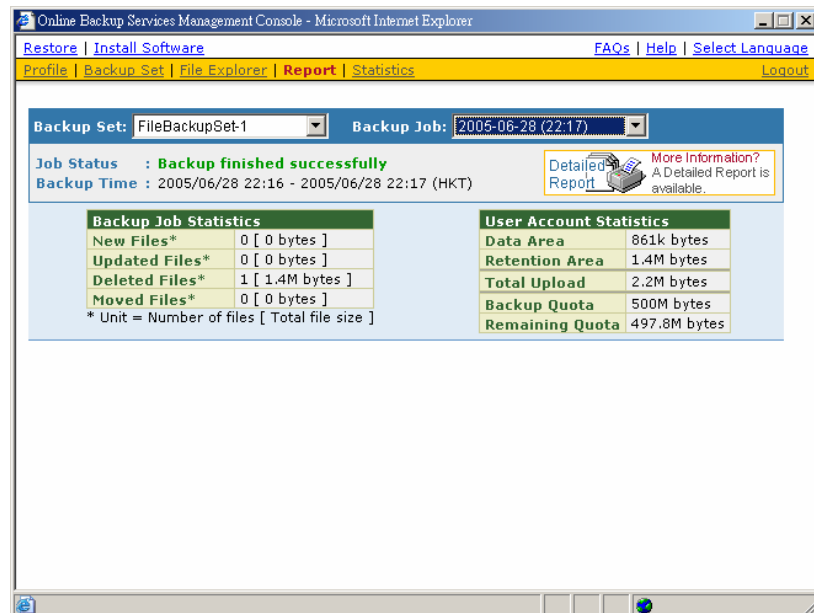 Online Backup Services Management Console - Microsoft Internet Explorer
Restore | Install Software FAQs | Help | Select Language
Profile | Backup Set | File Explorer | Report | Statistics Logout
Backup Set: FileBackupSet-1 Backup Job: 2005-06-28 (22:17)
Job Status : Backup finished successfully
Backup Time : 2005/06/28 22:16 - 2005/06/28 22:17 (HKT)
Detailed Report
More Information?
A Detailed Report is
available.
Backup Job Statistics
New Files* 0 [ 0 bytes ]
Updated Files* 0 [ 0 bytes ]
Deleted Files* 1 [ 1.4M bytes ]
Moved Files* 0 [ 0 bytes ]
* Unit = Number of files [ Total file size ]
User Account Statistics
Data Area 861k bytes
Retention Area 1.4M bytes
Total Upload 2.2M bytes
Backup Quota 500M bytes
Remaining Quota 497.8M bytes